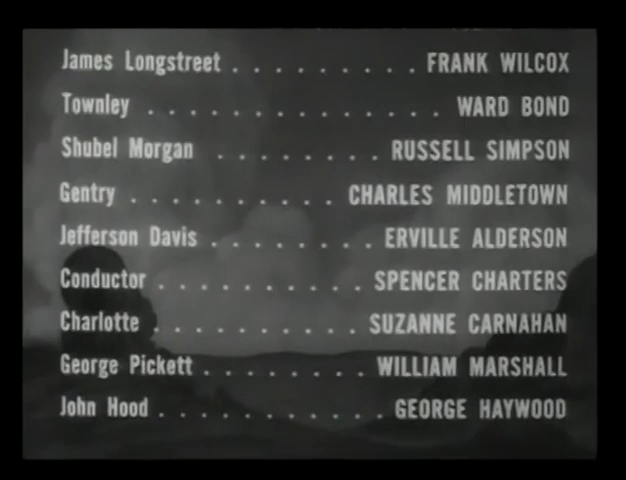 James Longstreet . . . . . . . . . FRANK WILCOX
Townley . . . . . . . . . . . . . . WARD BOND
Shubel Morgan . . . . . . . . RUSSELL SIMPSON
Gentry . . . . . . . . . . CHARLES MIDDLETOWN
Jefferson Davis . . . . . . . . ERVILLE ALDERSON
Conductor . . . . . . . . . . SPENCER CHARTERS
Charlotte . . . . . . . . . . SUZANNE CARNAHAN
George Pickett . . . . . . . . WILLIAM MARSHALL
John Hood . . . . . . . . . . . . GEORGE HAYWOOD